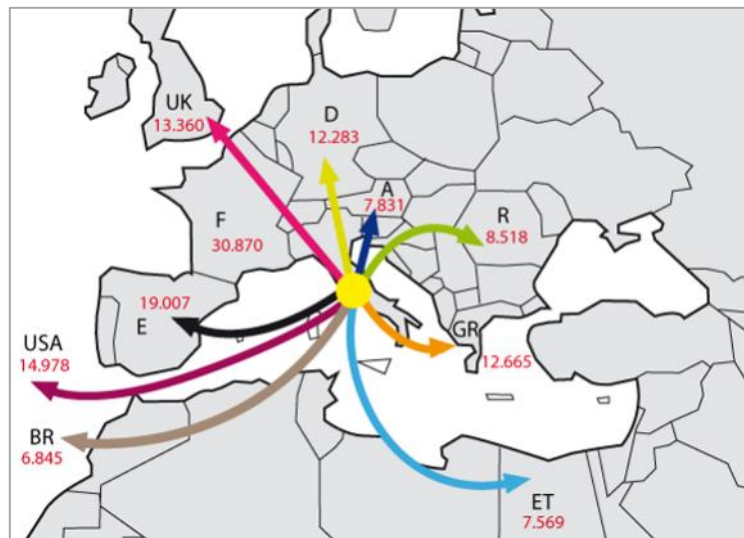 UK
13.360
D
12.283
A
7.831
F
30.870
R
8.518
19.007
E
GR
12.665
USA
14.978
BR
6.845
ET
7.569